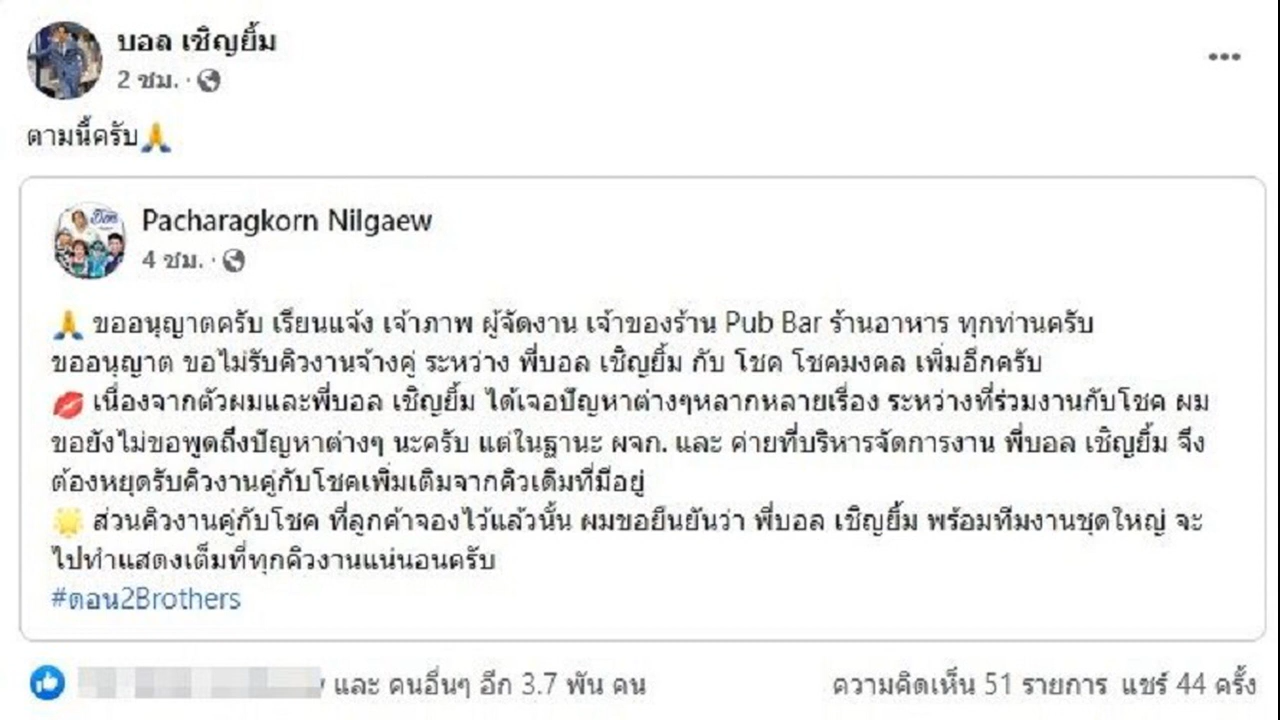 บอล เชิญยิ้ม
2 ชม. ·
ตามนี้ครับ🙏
Pacharagkorn Nilgaew
4 ชม. ·
🙏 ขออนุญาตครับ เรียนแจ้ง เจ้าภาพ ผู้จัดงาน เจ้าของร้าน Pub Bar ร้านอาหาร ทุกท่านครับ
ขออนุญาต ขอไม่รับคิวงานจ้างคู่ ระหว่าง พี่บอล เชิญยิ้ม กับ โชค โชคมงคล เพิ่มอีกครับ
💋 เนื่องจากตัวผมและพี่บอล เชิญยิ้ม ได้เจอปัญหาต่างๆหลากหลายเรื่อง ระหว่างที่ร่วมงานกับโชค ผม
ขอยังไม่ขอพูดถึงปัญหาต่างๆ นะครับ แต่ในฐานะ ผจก. และ ค่ายที่บริหารจัดการงาน พี่บอล เชิญยิ้ม จึง
ต้องหยุดรับคิวงานคู่กับโชคเพิ่มเติมจากคิวเดิมที่มีอยู่
🌟 ส่วนคิวงานคู่กับโชค ที่ลูกค้าจองไว้แล้วนั้น ผมขอยืนยันว่า พี่บอล เชิญยิ้ม พร้อมทีมงานชุดใหญ่ จะ
ไปทำแสดงเต็มที่ทุกคิวงานแน่นอนครับ
#ดอน2Brothers
และ คนอื่นๆ อีก 3.7 พัน คน ความคิดเห็น 51 รายการ แชร์ 44 ครั้ง